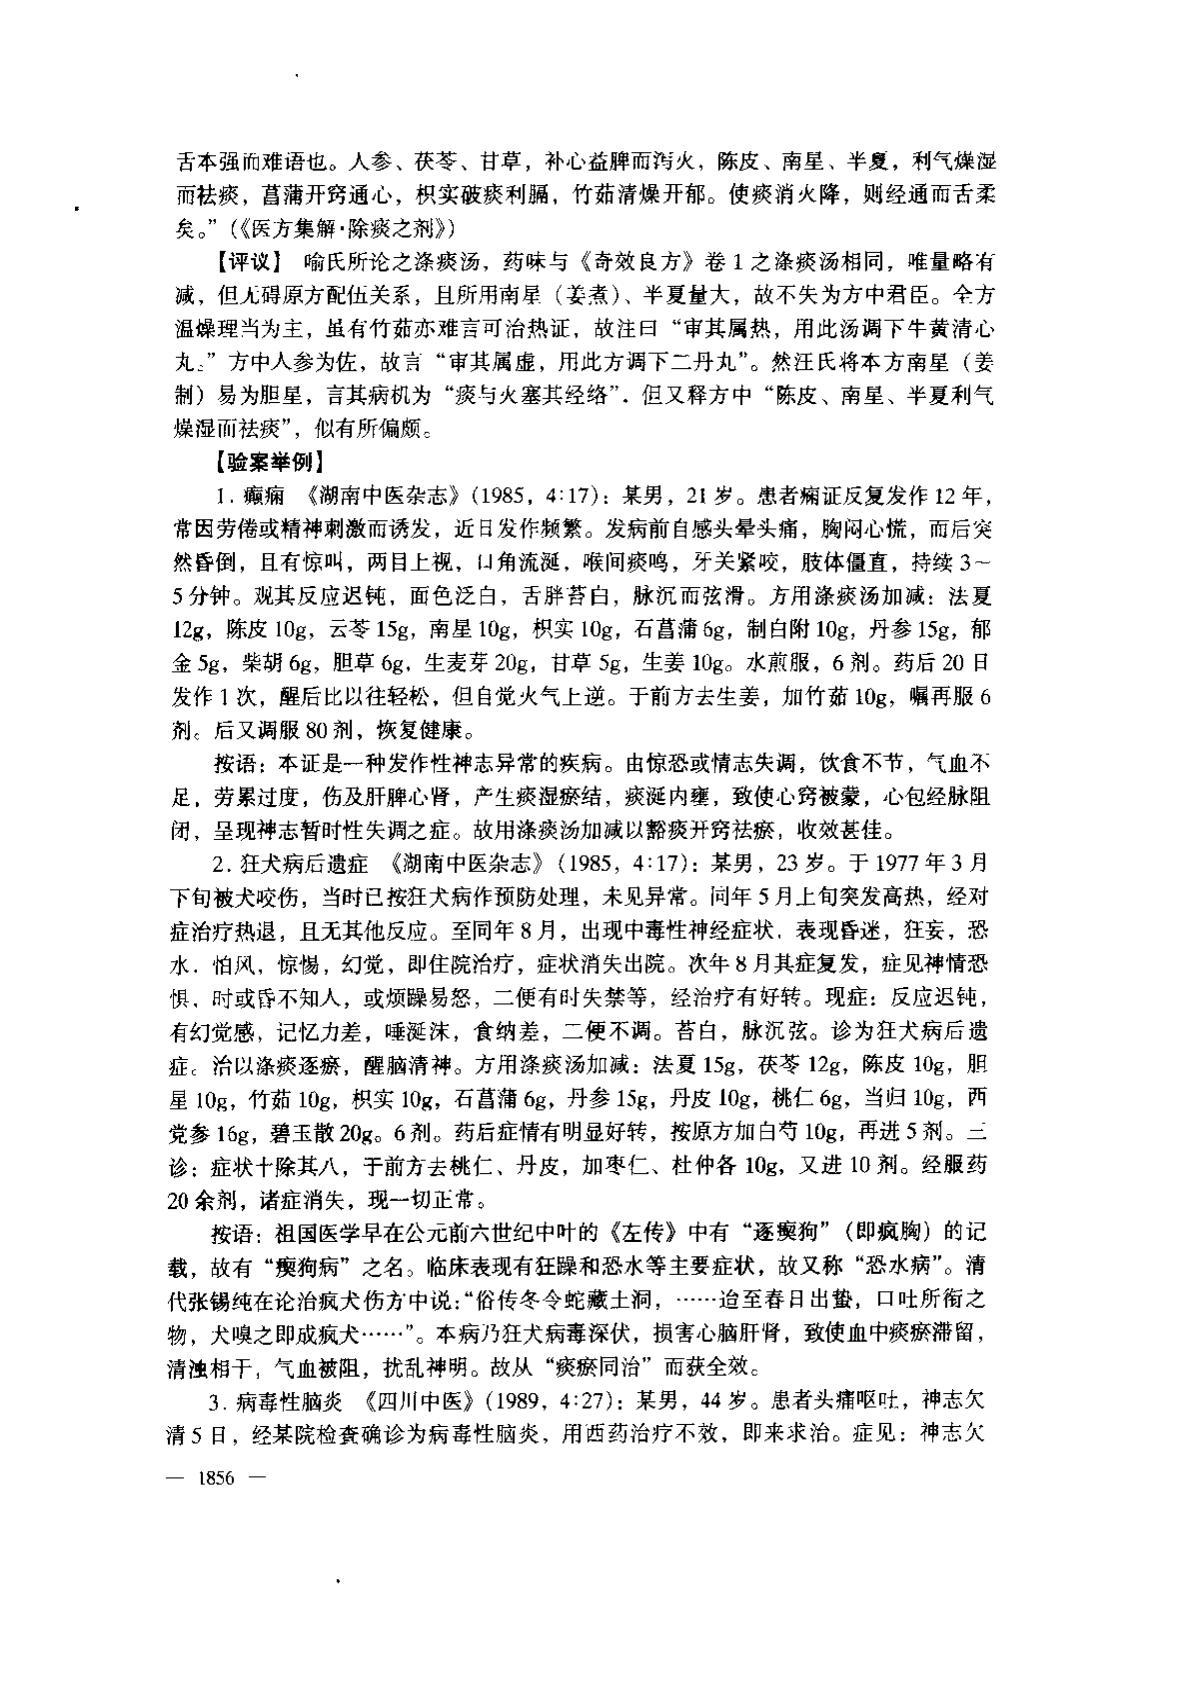 舌本强而难语也。人参、茯苓、甘草，补心益脾而泻火，陈皮、南星、半夏，利气燥湿
而祛痰，菖蒲开窍通心，枳实破痰利膈，竹茹清燥开郁。使痰消火降，则经通而舌柔
矣。”（《医方集解·除痰之剂》）
【评议】 喻氏所论之涤痰汤，药味与《奇效良方》卷1之涤痰汤相同，唯量略有
减，但尤碍原方配伍关系，且所用南星（姜煮）、半夏量大，故不失为方中君臣。全方
温燥理当为主，虽有竹茹亦难言可治热证，故注曰“审其属热，用此汤调下牛黄清心
丸。”方中人参为佐，故言“审其属虚，用此方调下二丹丸”。然汪氏将本方南星（姜
制）易为胆星，言其病机为“痰与火塞其经络”．但又释方中“陈皮、南星、半夏利气
燥湿而祛痰”，似有所偏颇。
【验案举例】
1. 癫痫 《湖南中医杂志》（1985，4:17）：某男，21岁。患者痫证反复发作12年，
常因劳倦或精神刺激而诱发，近日发作频繁。发病前自感头晕头痛，胸闷心慌，而后突
然昏倒，且有惊叫，两目上视，口角流涎，喉间痰鸣，牙关紧咬，肢体僵直，持续3～
5分钟。观其反应迟钝，面色泛白，舌胖苔白，脉沉而弦滑。方用涤痰汤加减：法夏
12g，陈皮10g，云苓15g，南星10g，枳实10g，石菖蒲6g，制白附10g，丹参15g，郁
金5g，柴胡6g，胆草6g，生麦芽20g，甘草5g，生姜10g。水煎服，6剂。药后20日
发作1次，醒后比以往轻松，但自觉火气上逆。于前方去生姜，加竹茹10g，嘱再服6
剂。后又调服80剂，恢复健康。
按语：本证是一种发作性神志异常的疾病。由惊恐或情志失调，饮食不节，气血不
足，劳累过度，伤及肝脾心肾，产生痰湿瘀结，痰涎内壅，致使心窍被蒙，心包经脉阻
闭，呈现神志暂时性失调之症。故用涤痰汤加减以豁痰开窍祛瘀，收效甚佳。
2. 狂犬病后遗症 《湖南中医杂志》（1985，4:17）：某男，23岁。于1977年3月
下旬被犬咬伤，当时已按狂犬病作预防处理，未见异常。同年5月上旬突发高热，经对
症治疗热退，且无其他反应。至同年8月，出现中毒性神经症状，表现昏迷，狂妄，恐
水，怕风，惊惕，幻觉，即住院治疗，症状消失出院。次年8月其症复发，症见神情恐
惧，时或昏不知人，或烦躁易怒，二便有时失禁等，经治疗有好转。现症：反应迟钝，
有幻觉感，记忆力差，唾涎沫，食纳差，二便不调。苔白，脉沉弦。诊为狂犬病后遗
症。治以涤痰逐瘀，醒脑清神。方用涤痰汤加减：法夏15g，茯苓12g，陈皮10g，胆
星10g，竹茹10g，枳实10g，石菖蒲6g，丹参15g，丹皮10g，桃仁6g，当归10g，西
党参16g，碧玉散20g。6剂。药后症情有明显好转，按原方加白芍10g，再进5剂。三
诊：症状十除其八，于前方去桃仁、丹皮，加枣仁、杜仲各10g，又进10剂。经服药
20余剂，诸症消失，现一切正常。
按语：祖国医学早在公元前六世纪中叶的《左传》中有“逐瘈狗”（即疯胸）的记
载，故有“瘈狗病”之名。临床表现有狂躁和恐水等主要症状，故又称“恐水病”。清
代张锡纯在论治疯犬伤方中说：“俗传冬令蛇藏土洞，……迨至春日出蛰，口吐所衔之
物，犬嗅之即成疯犬……”。本病乃狂犬病毒深伏，损害心脑肝肾，致使血中痰瘀滞留，
清浊相干，气血被阻，扰乱神明。故从“痰瘀同治”而获全效。
3. 病毒性脑炎 《四川中医》（1989，4:27）：某男，44岁。患者头痛呕吐，神志欠
清5日，经某院检查确诊为病毒性脑炎，用西药治疗不效，即来求治。症见：神志欠
— 1856 —